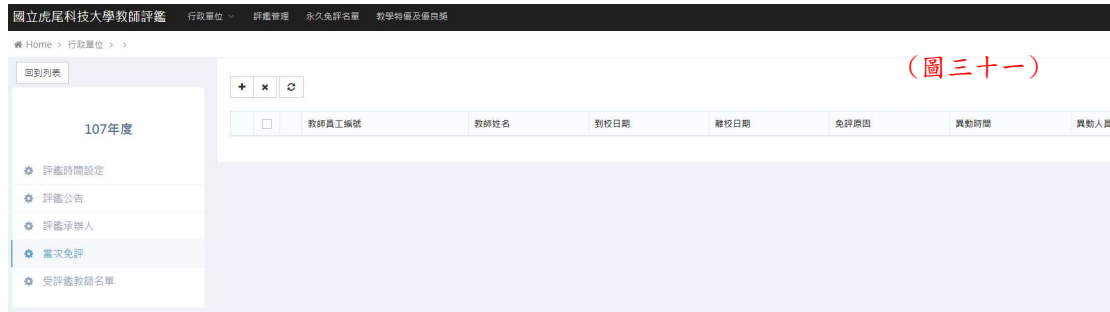 國立虎尾科技大學教師評鑑 行政單位 評鑑管理 永久免評名單 教學特優及優良獎
Home > 行政單位 > >
回到列表
(圖三十一)
107年度
教師員工編號 教師姓名 到校日期 離校日期 免評原因 異動時間 異動人員
評鑑時間設定
評鑑公告
評鑑承辦人
當次免評
受評鑑教師名單